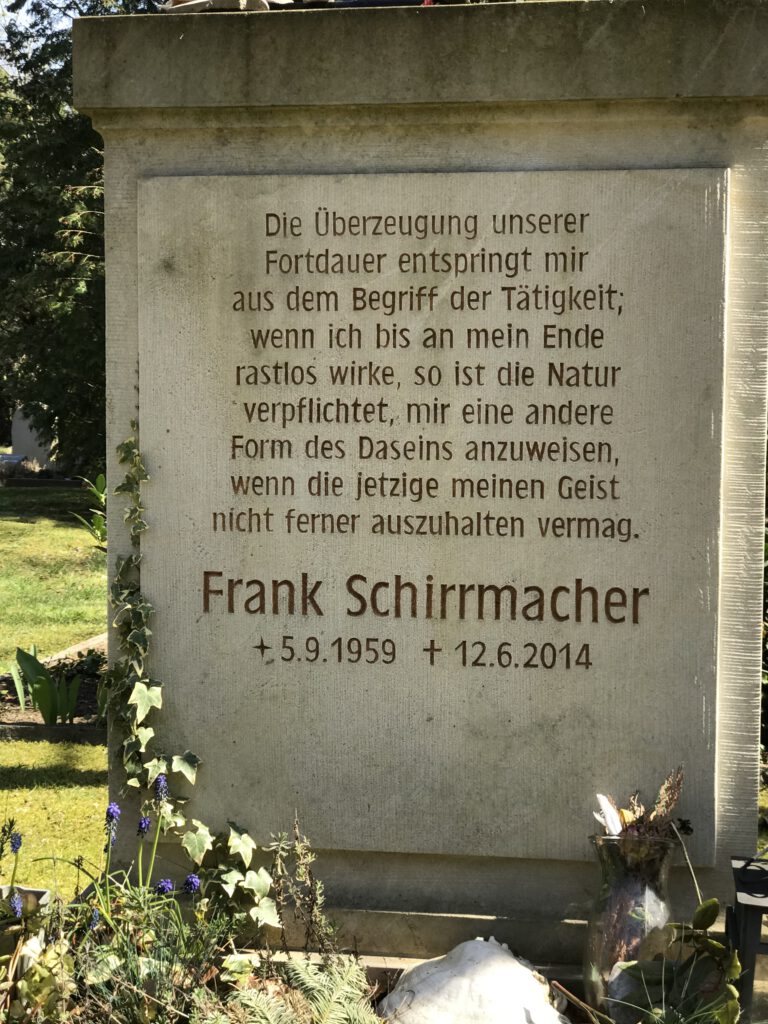 Die Überzeugung unserer
Fortdauer entspringt mir
aus dem Begriff der Tätigkeit;
wenn ich bis an mein Ende
rastlos wirke, so ist die Natur
verpflichtet, mir eine andere
Form des Daseins anzuweisen,
wenn die jetzige meinen Geist
nicht ferner auszuhalten vermag.
Frank Schirrmacher
✦ 5.9.1959 ✝ 12.6.2014